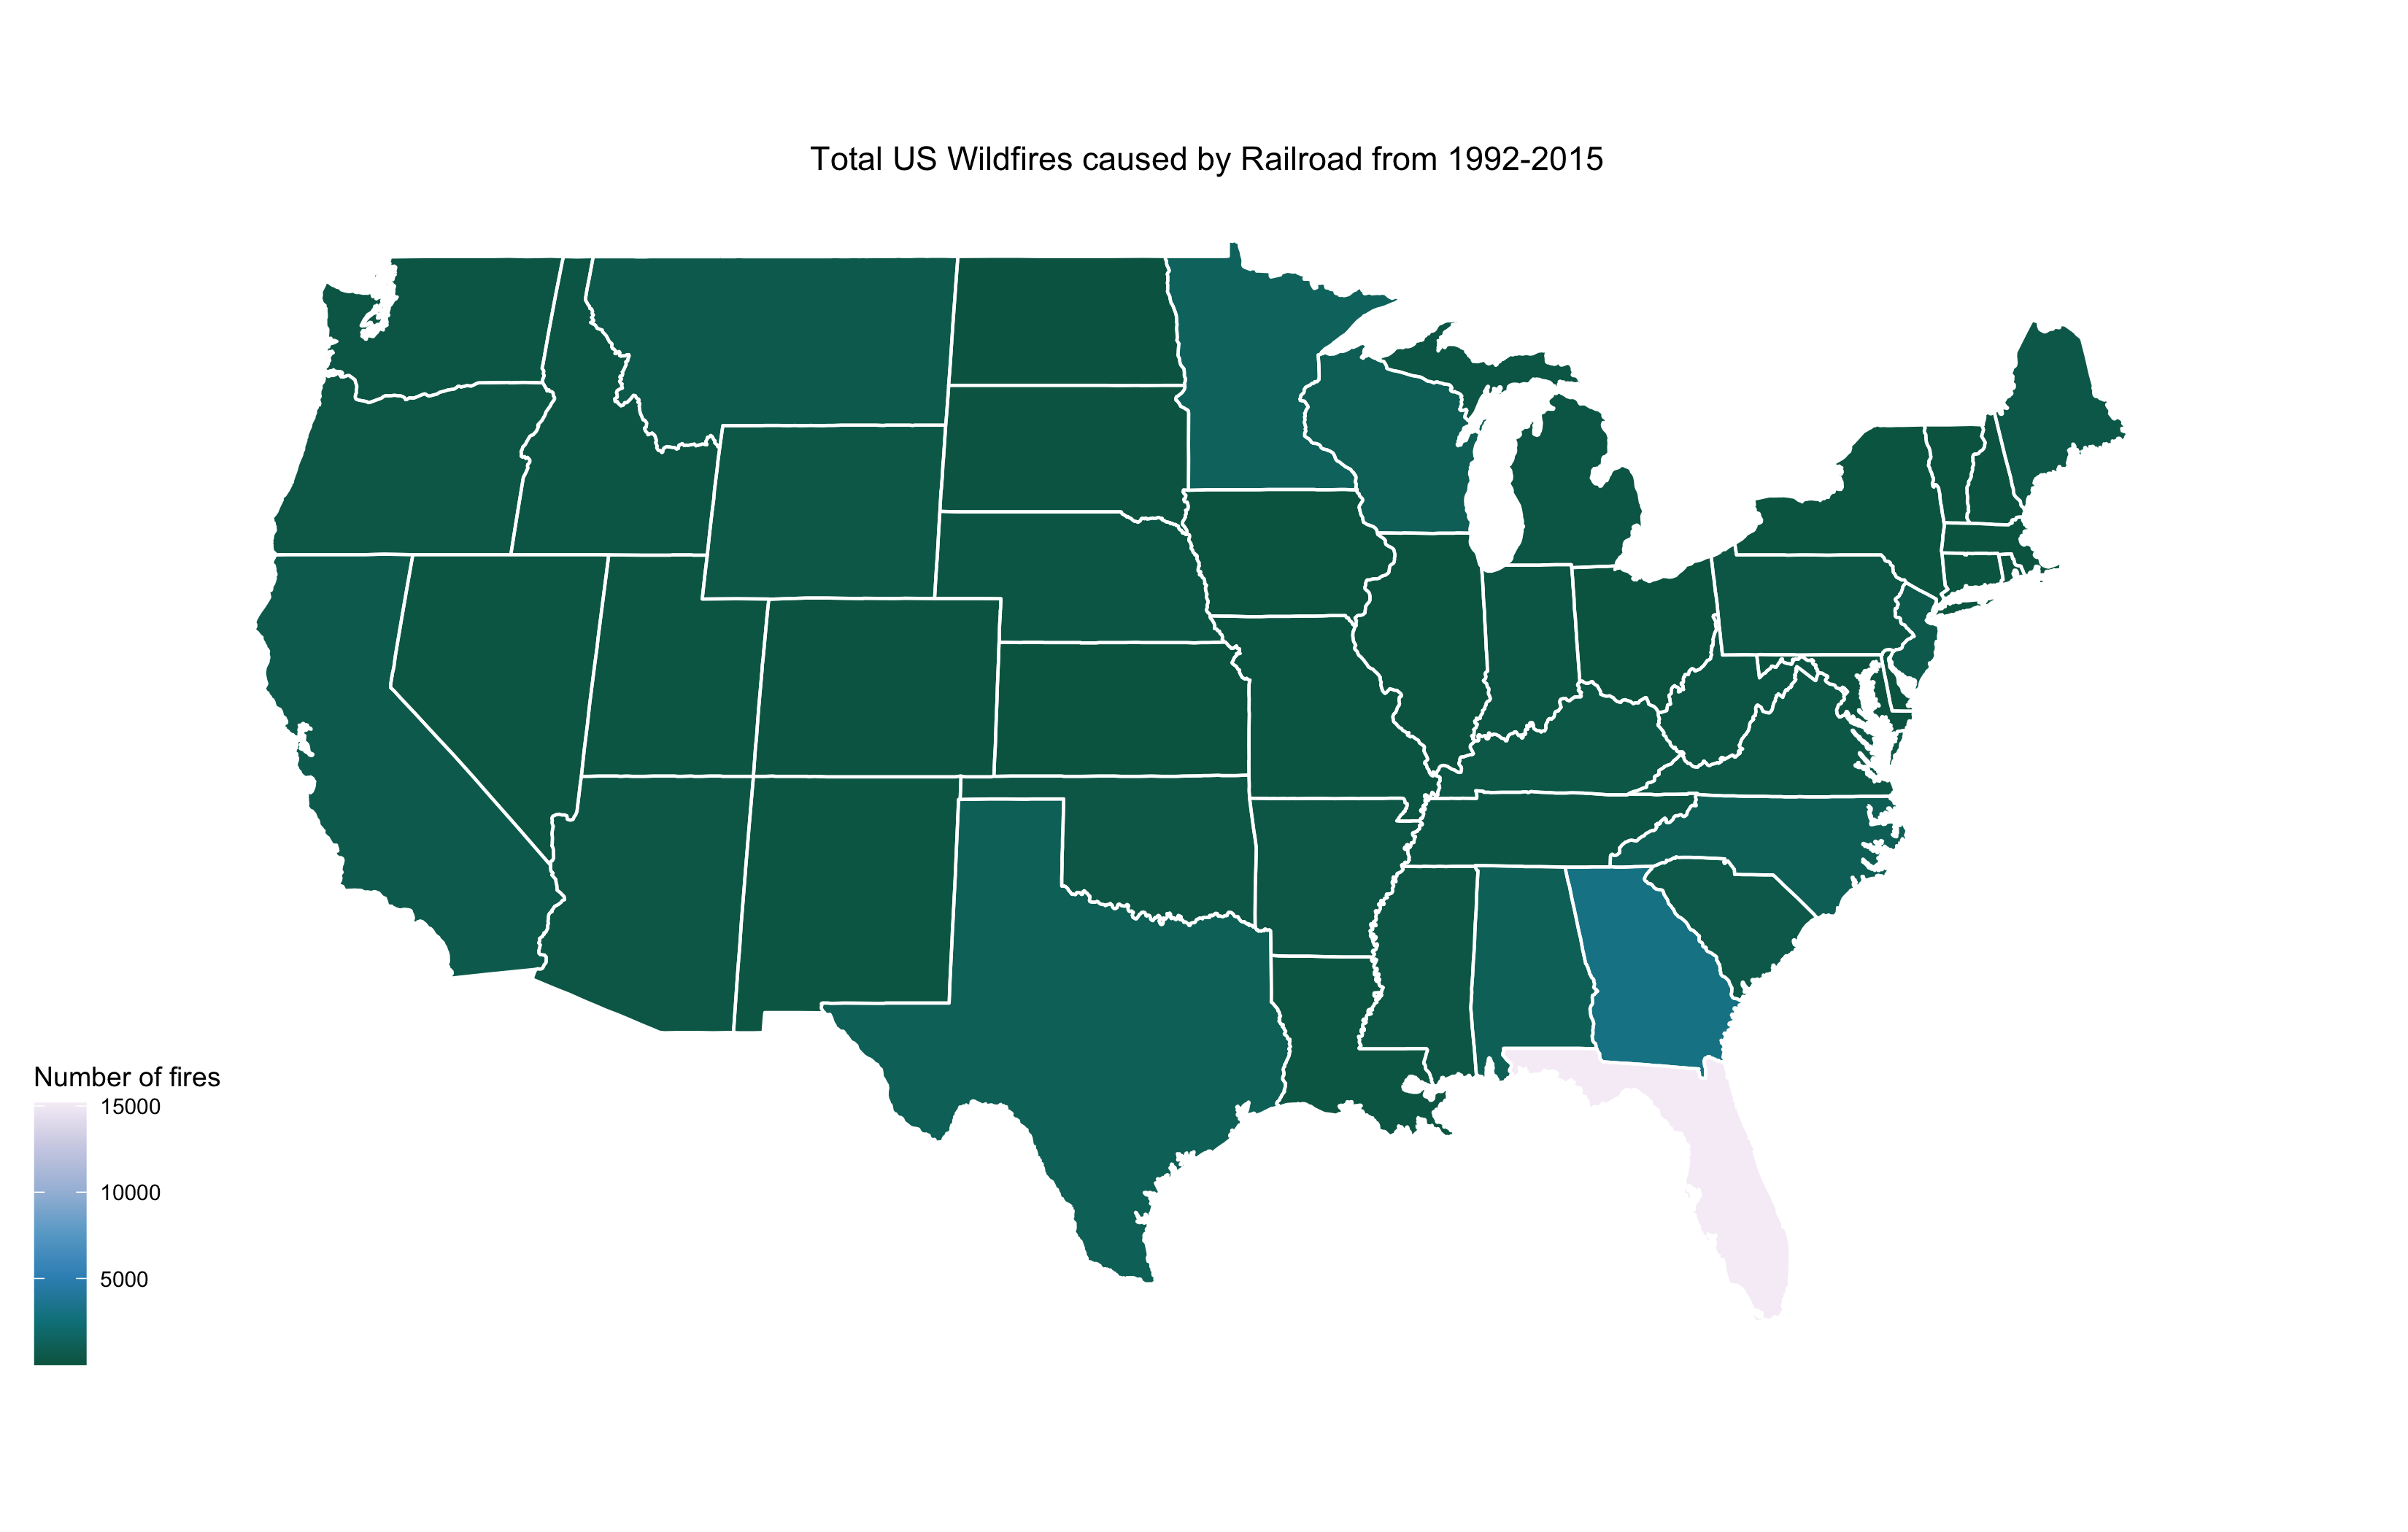 Total US Wildfires caused by Railroad from 1992-2015
Number of fires
15000
10000
5000